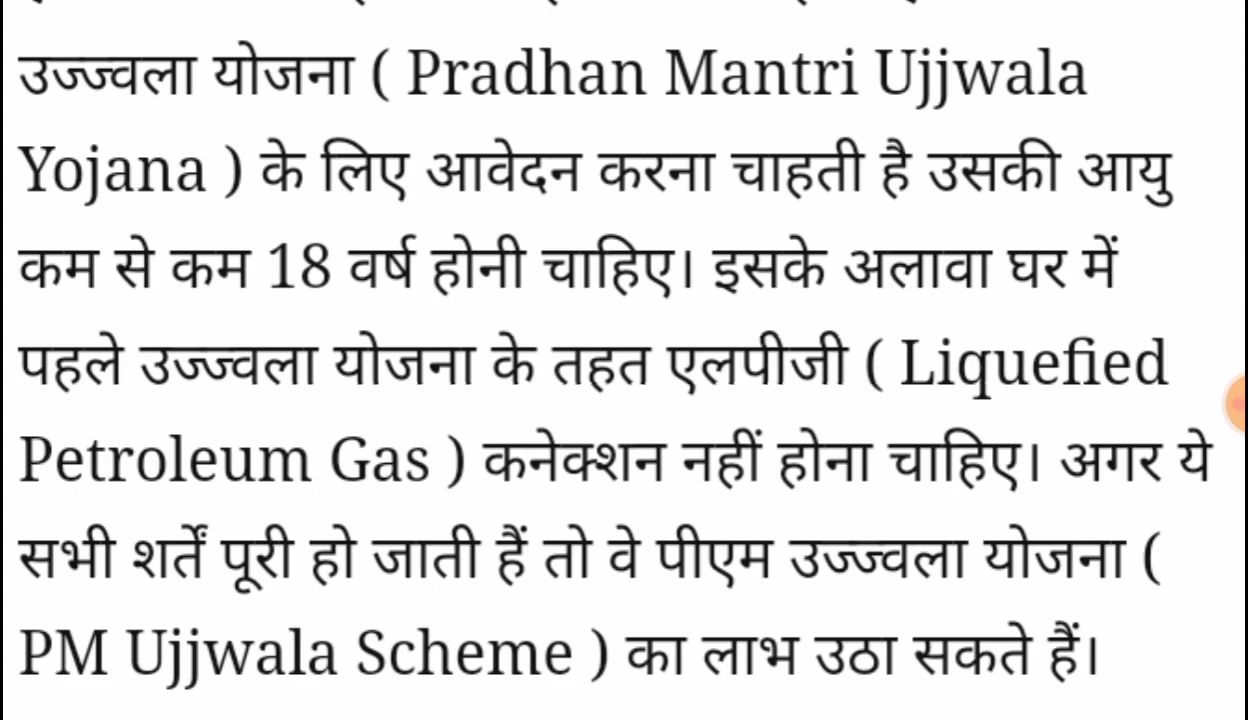 उज्ज्वला योजना ( Pradhan Mantri Ujjwala
Yojana ) के लिए आवेदन करना चाहती है उसकी आयु
कम से कम 18 वर्ष होनी चाहिए। इसके अलावा घर में
पहले उज्ज्वला योजना के तहत एलपीजी ( Liquefied
Petroleum Gas ) कनेक्शन नहीं होना चाहिए। अगर ये
सभी शर्तें पूरी हो जाती हैं तो वे पीएम उज्ज्वला योजना (
PM Ujjwala Scheme ) का लाभ उठा सकते हैं।